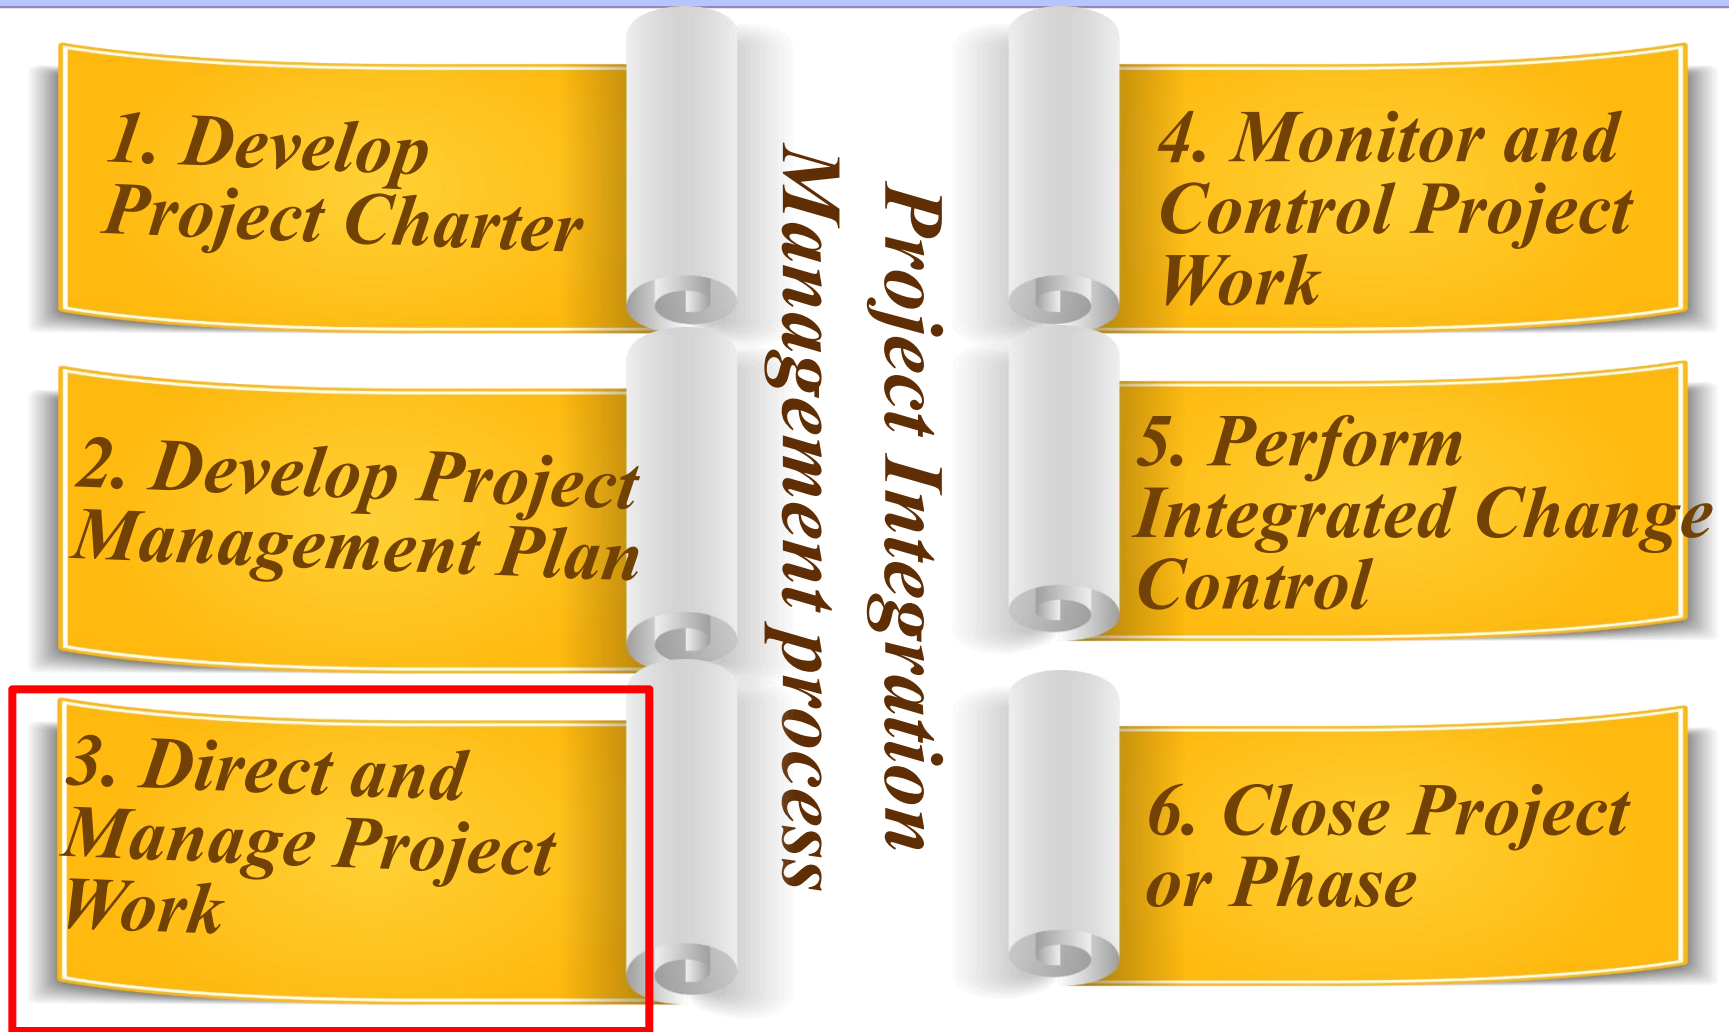 1. Develop
Project Charter
2. Develop Project
Management Plan
3. Direct and
Manage Project
Work
Project Integration
Management process
4. Monitor and
Control Project
Work
5. Perform
Integrated Change
Control
6. Close Project
or Phase